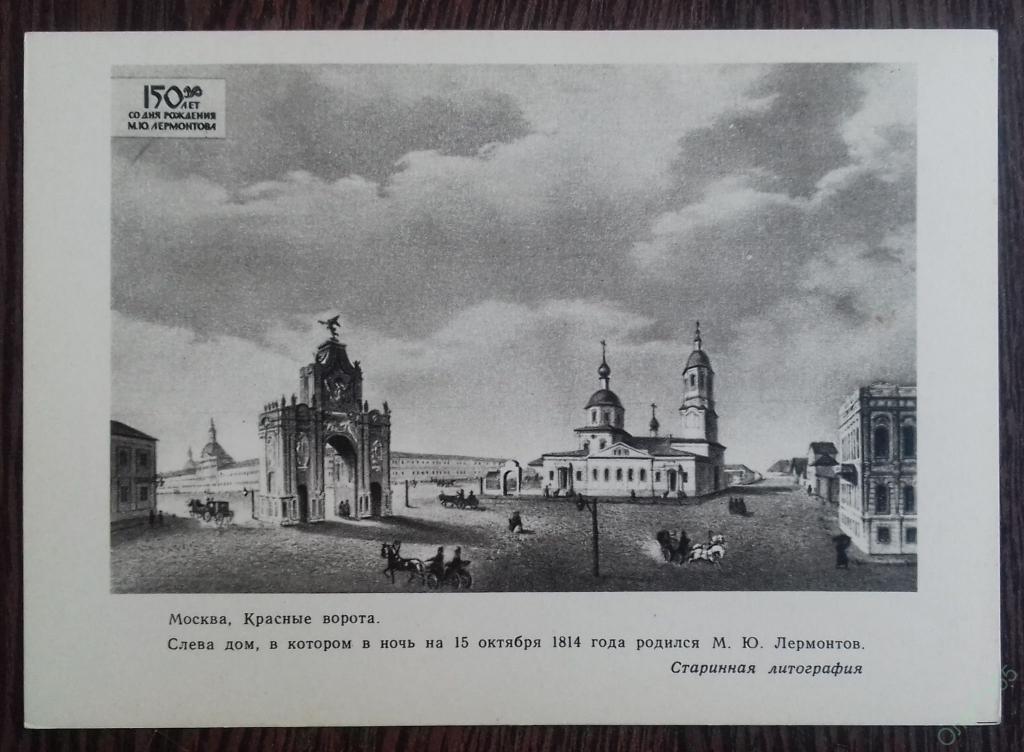 150 ЛЕТ
СО ДНЯ РОЖДЕНИЯ
М.Ю. ЛЕРМОНТОВА
Москва, Красные ворота.
Слева дом, в котором в ночь на 15 октября 1814 года родился М. Ю. Лермонтов.
Старинная литография